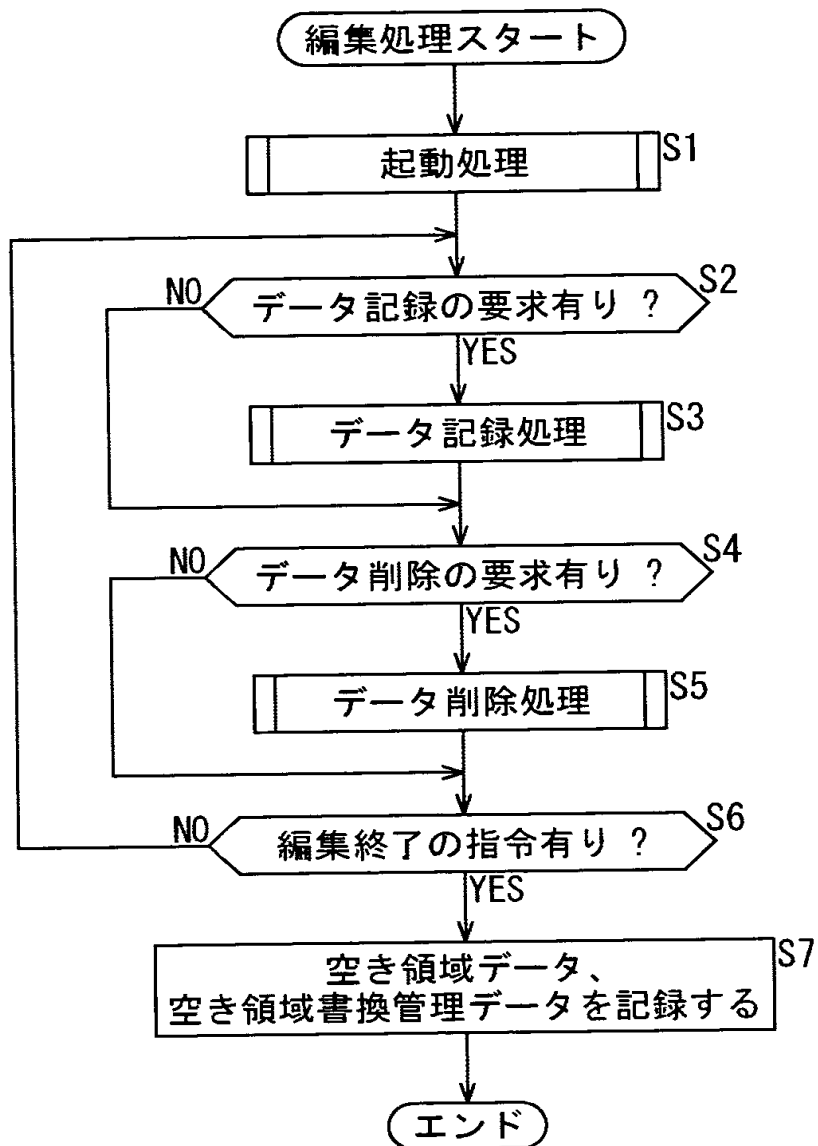 編集処理スタート
起動処理
S1
S2
NO
データ記録の要求有り ?
YES
データ記録処理
S3
S4
NO
データ削除の要求有り ?
YES
データ削除処理
S5
S6
NO
編集終了の指令有り ?
YES
S7
空き領域データ、
空き領域書換管理データを記録する
エンド